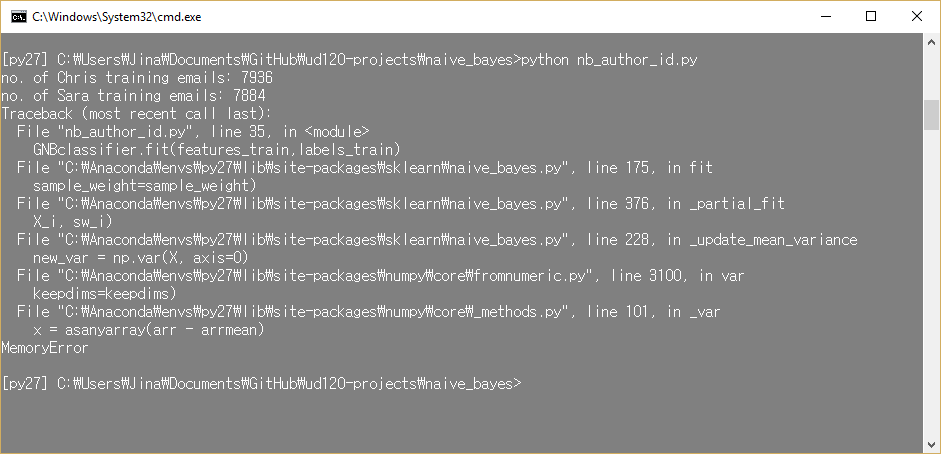 C:\Windows\System32\cmd.exe
[py27] C:₩Users₩Jina₩Documents₩GitHub₩ud120-projects₩naive_bayes>python nb_author_id.py
no. of Chris training emails: 7936
no. of Sara training emails: 7884
Traceback (most recent call last):
  File "nb_author_id.py", line 35, in <module>
    GNBclassifier.fit(features_train,labels_train)
  File "C:₩Anaconda₩envs₩py27₩lib₩site-packages₩sklearn₩naive_bayes.py", line 175, in fit
    sample_weight=sample_weight)
  File "C:₩Anaconda₩envs₩py27₩lib₩site-packages₩sklearn₩naive_bayes.py", line 376, in _partial_fit
    X_i, sw_i)
  File "C:₩Anaconda₩envs₩py27₩lib₩site-packages₩sklearn₩naive_bayes.py", line 228, in _update_mean_variance
    new_var = np.var(X, axis=0)
  File "C:₩Anaconda₩envs₩py27₩lib₩site-packages₩numpy₩core₩fromnumeric.py", line 3100, in var
    keepdims=keepdims)
  File "C:₩Anaconda₩envs₩py27₩lib₩site-packages₩numpy₩core₩_methods.py", line 101, in _var
    x = asanyarray(arr - arrmean)
MemoryError
[py27] C:₩Users₩Jina₩Documents₩GitHub₩ud120-projects₩naive_bayes>